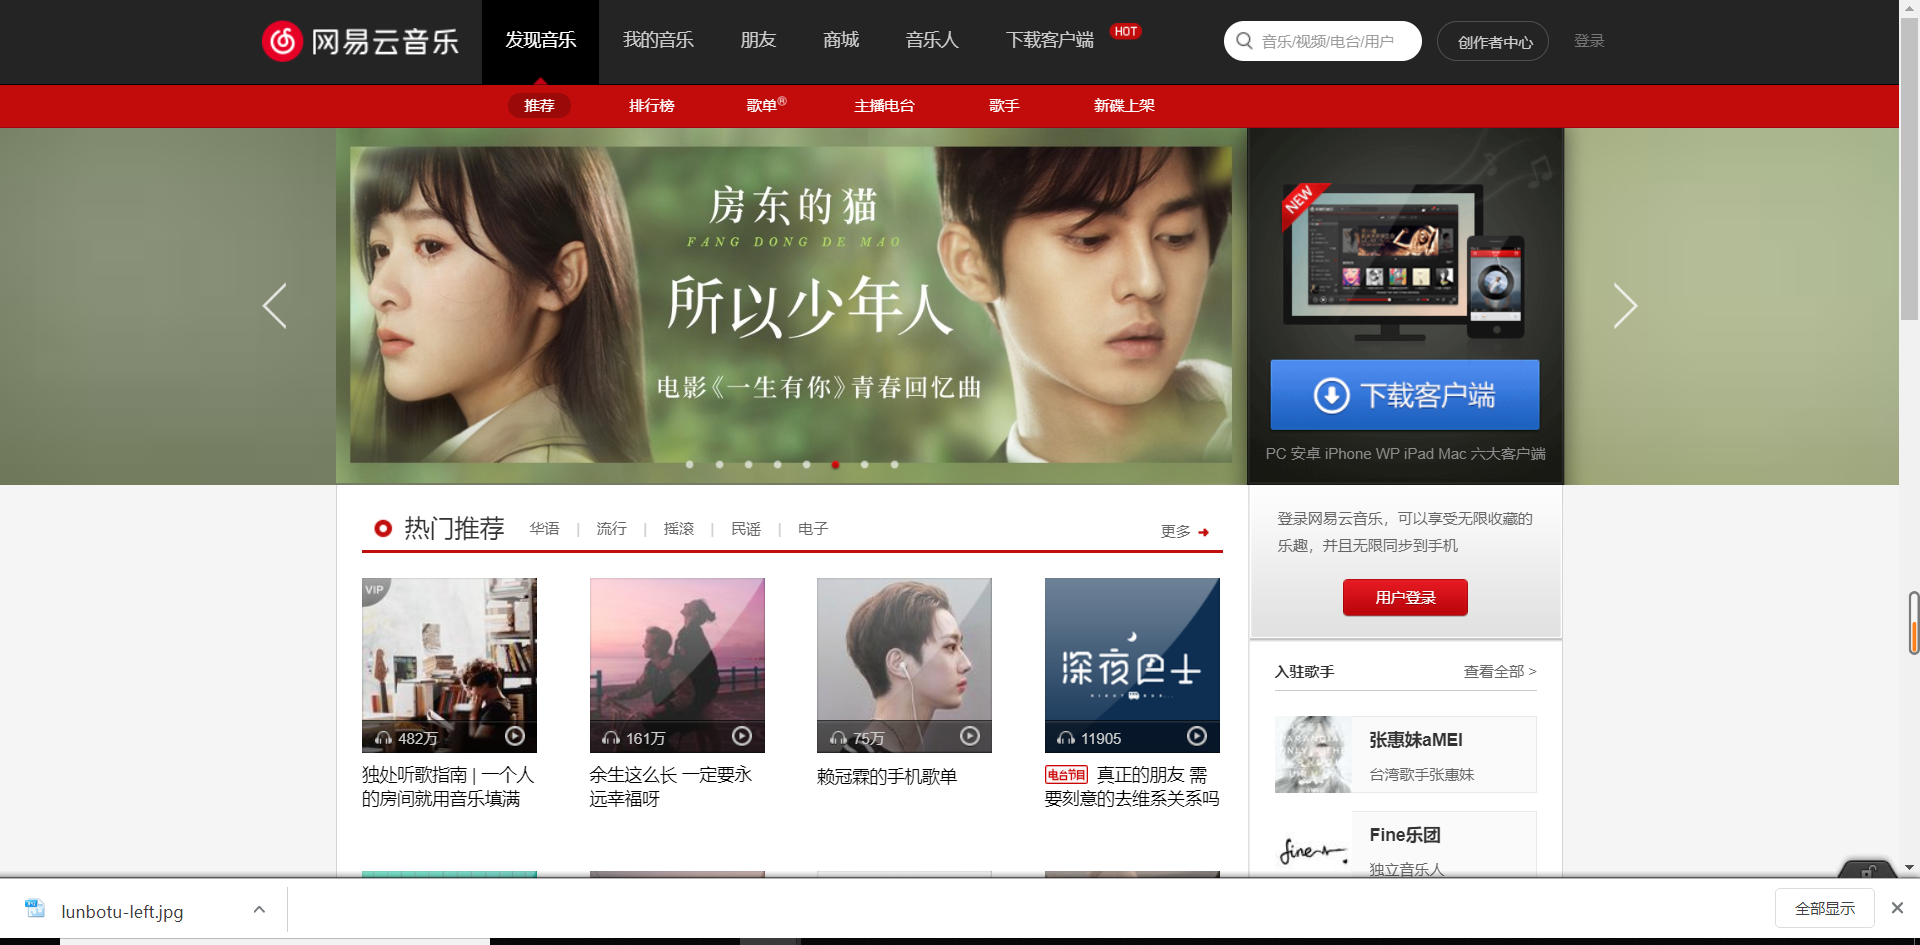 网易云音乐
发现音乐
我的音乐
朋友
商城
音乐人
下载客户端
HOT
音乐/视频/电台/用户
创作者中心
登录
推荐
排行榜
歌单®
主播电台
歌手
新碟上架
房东的猫
FANG DONG DE MAO
所以少年人
电影《一生有你》青春回忆曲
NEW
下载客户端
PC 安卓 iPhone WP iPad Mac 六大客户端
热门推荐
华语 | 流行 | 摇滚 | 民谣 | 电子
更多
VIP
482万
独处听歌指南 | 一个人
的房间就用音乐填满
161万
余生这么长 一定要永
远幸福呀
75万
赖冠霖的手机歌单
深夜巴士
11905
电台节目 真正的朋友 需
要刻意的去维系关系吗
登录网易云音乐，可以享受无限收藏的
乐趣，并且无限同步到手机
用户登录
入驻歌手
查看全部 >
张惠妹aMEI
台湾歌手张惠妹
fine
Fine乐团
独立音乐人
lunbotu-left.jpg
全部显示